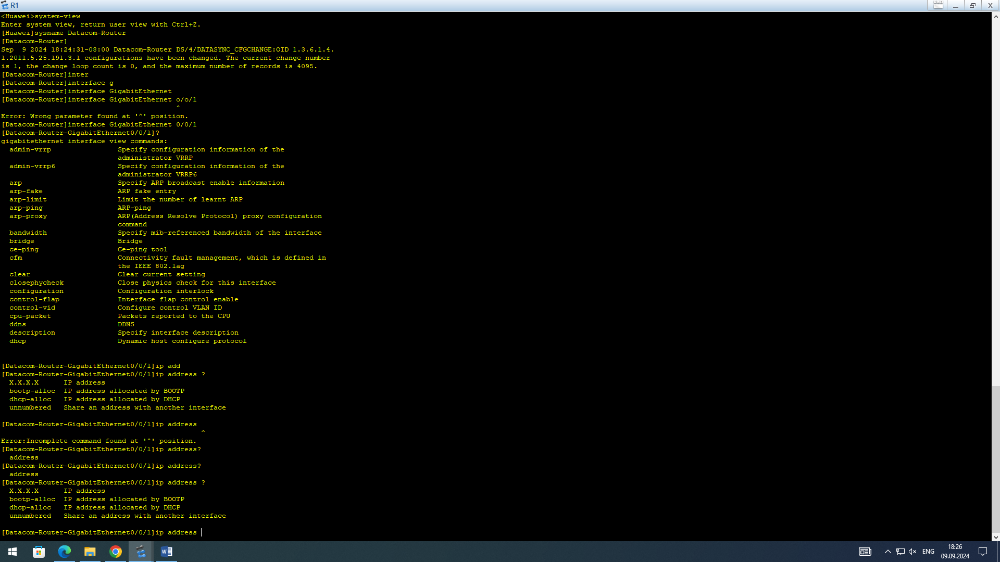 R1
<Huawei>system-view
Enter system view, return user view with Ctrl+Z.
[Huawei]sysname Datacom-Router
[Datacom-Router]
Sep  9 2024 18:24:31-08:00 Datacom-Router DS/4/DATASYNC_CFGCHANGE:OID 1.3.6.1.4.
1.2011.5.25.191.3.1 configurations have been changed. The current change number
is 1, the change loop count is 0, and the maximum number of records is 4095.
[Datacom-Router]inter
[Datacom-Router]interface g
[Datacom-Router]interface GigabitEthernet
[Datacom-Router]interface GigabitEthernet o/o/1
^
Error: Wrong parameter found at '^' position.
[Datacom-Router]interface GigabitEthernet 0/0/1
[Datacom-Router-GigabitEthernet0/0/1]?
gigabitethernet interface view commands:
admin-vrrp Specify configuration information of the
administrator VRRP
admin-vrrp6 Specify configuration information of the
administrator VRRP6
arp Specify ARP broadcast enable information
arp-fake ARP fake entry
arp-limit Limit the number of learnt ARP
arp-ping ARP-ping
arp-proxy ARP(Address Resolve Protocol) proxy configuration
command
bandwidth Specify mib-referenced bandwidth of the interface
bridge Bridge
ce-ping Ce-ping tool
cfm Connectivity fault management, which is defined in
the IEEE 802.1ag
clear Clear current setting
closephycheck Close physics check for this interface
configuration Configuration interlock
control-flap Interface flap control enable
control-vid Configure control VLAN ID
cpu-packet Packets reported to the CPU
ddns DDNS
description Specify interface description
dhcp Dynamic host configure protocol
[Datacom-Router-GigabitEthernet0/0/1]ip add
[Datacom-Router-GigabitEthernet0/0/1]ip address ?
X.X.X.X IP address
bootp-alloc IP address allocated by BOOTP
dhcp-alloc IP address allocated by DHCP
unnumbered Share an address with another interface
[Datacom-Router-GigabitEthernet0/0/1]ip address
^
Error:Incomplete command found at '^' position.
[Datacom-Router-GigabitEthernet0/0/1]ip address?
address
[Datacom-Router-GigabitEthernet0/0/1]ip address?
address
[Datacom-Router-GigabitEthernet0/0/1]ip address ?
X.X.X.X IP address
bootp-alloc IP address allocated by BOOTP
dhcp-alloc IP address allocated by DHCP
unnumbered Share an address with another interface
[Datacom-Router-GigabitEthernet0/0/1]ip address
ENG
18:26
09.09.2024